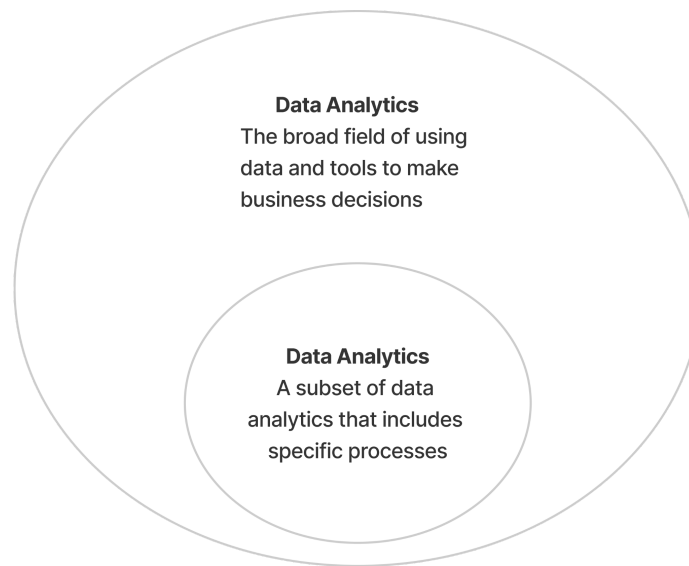 Data Analytics
The broad field of using
data and tools to make
business decisions
Data Analytics
A subset of data
analytics that includes
specific processes